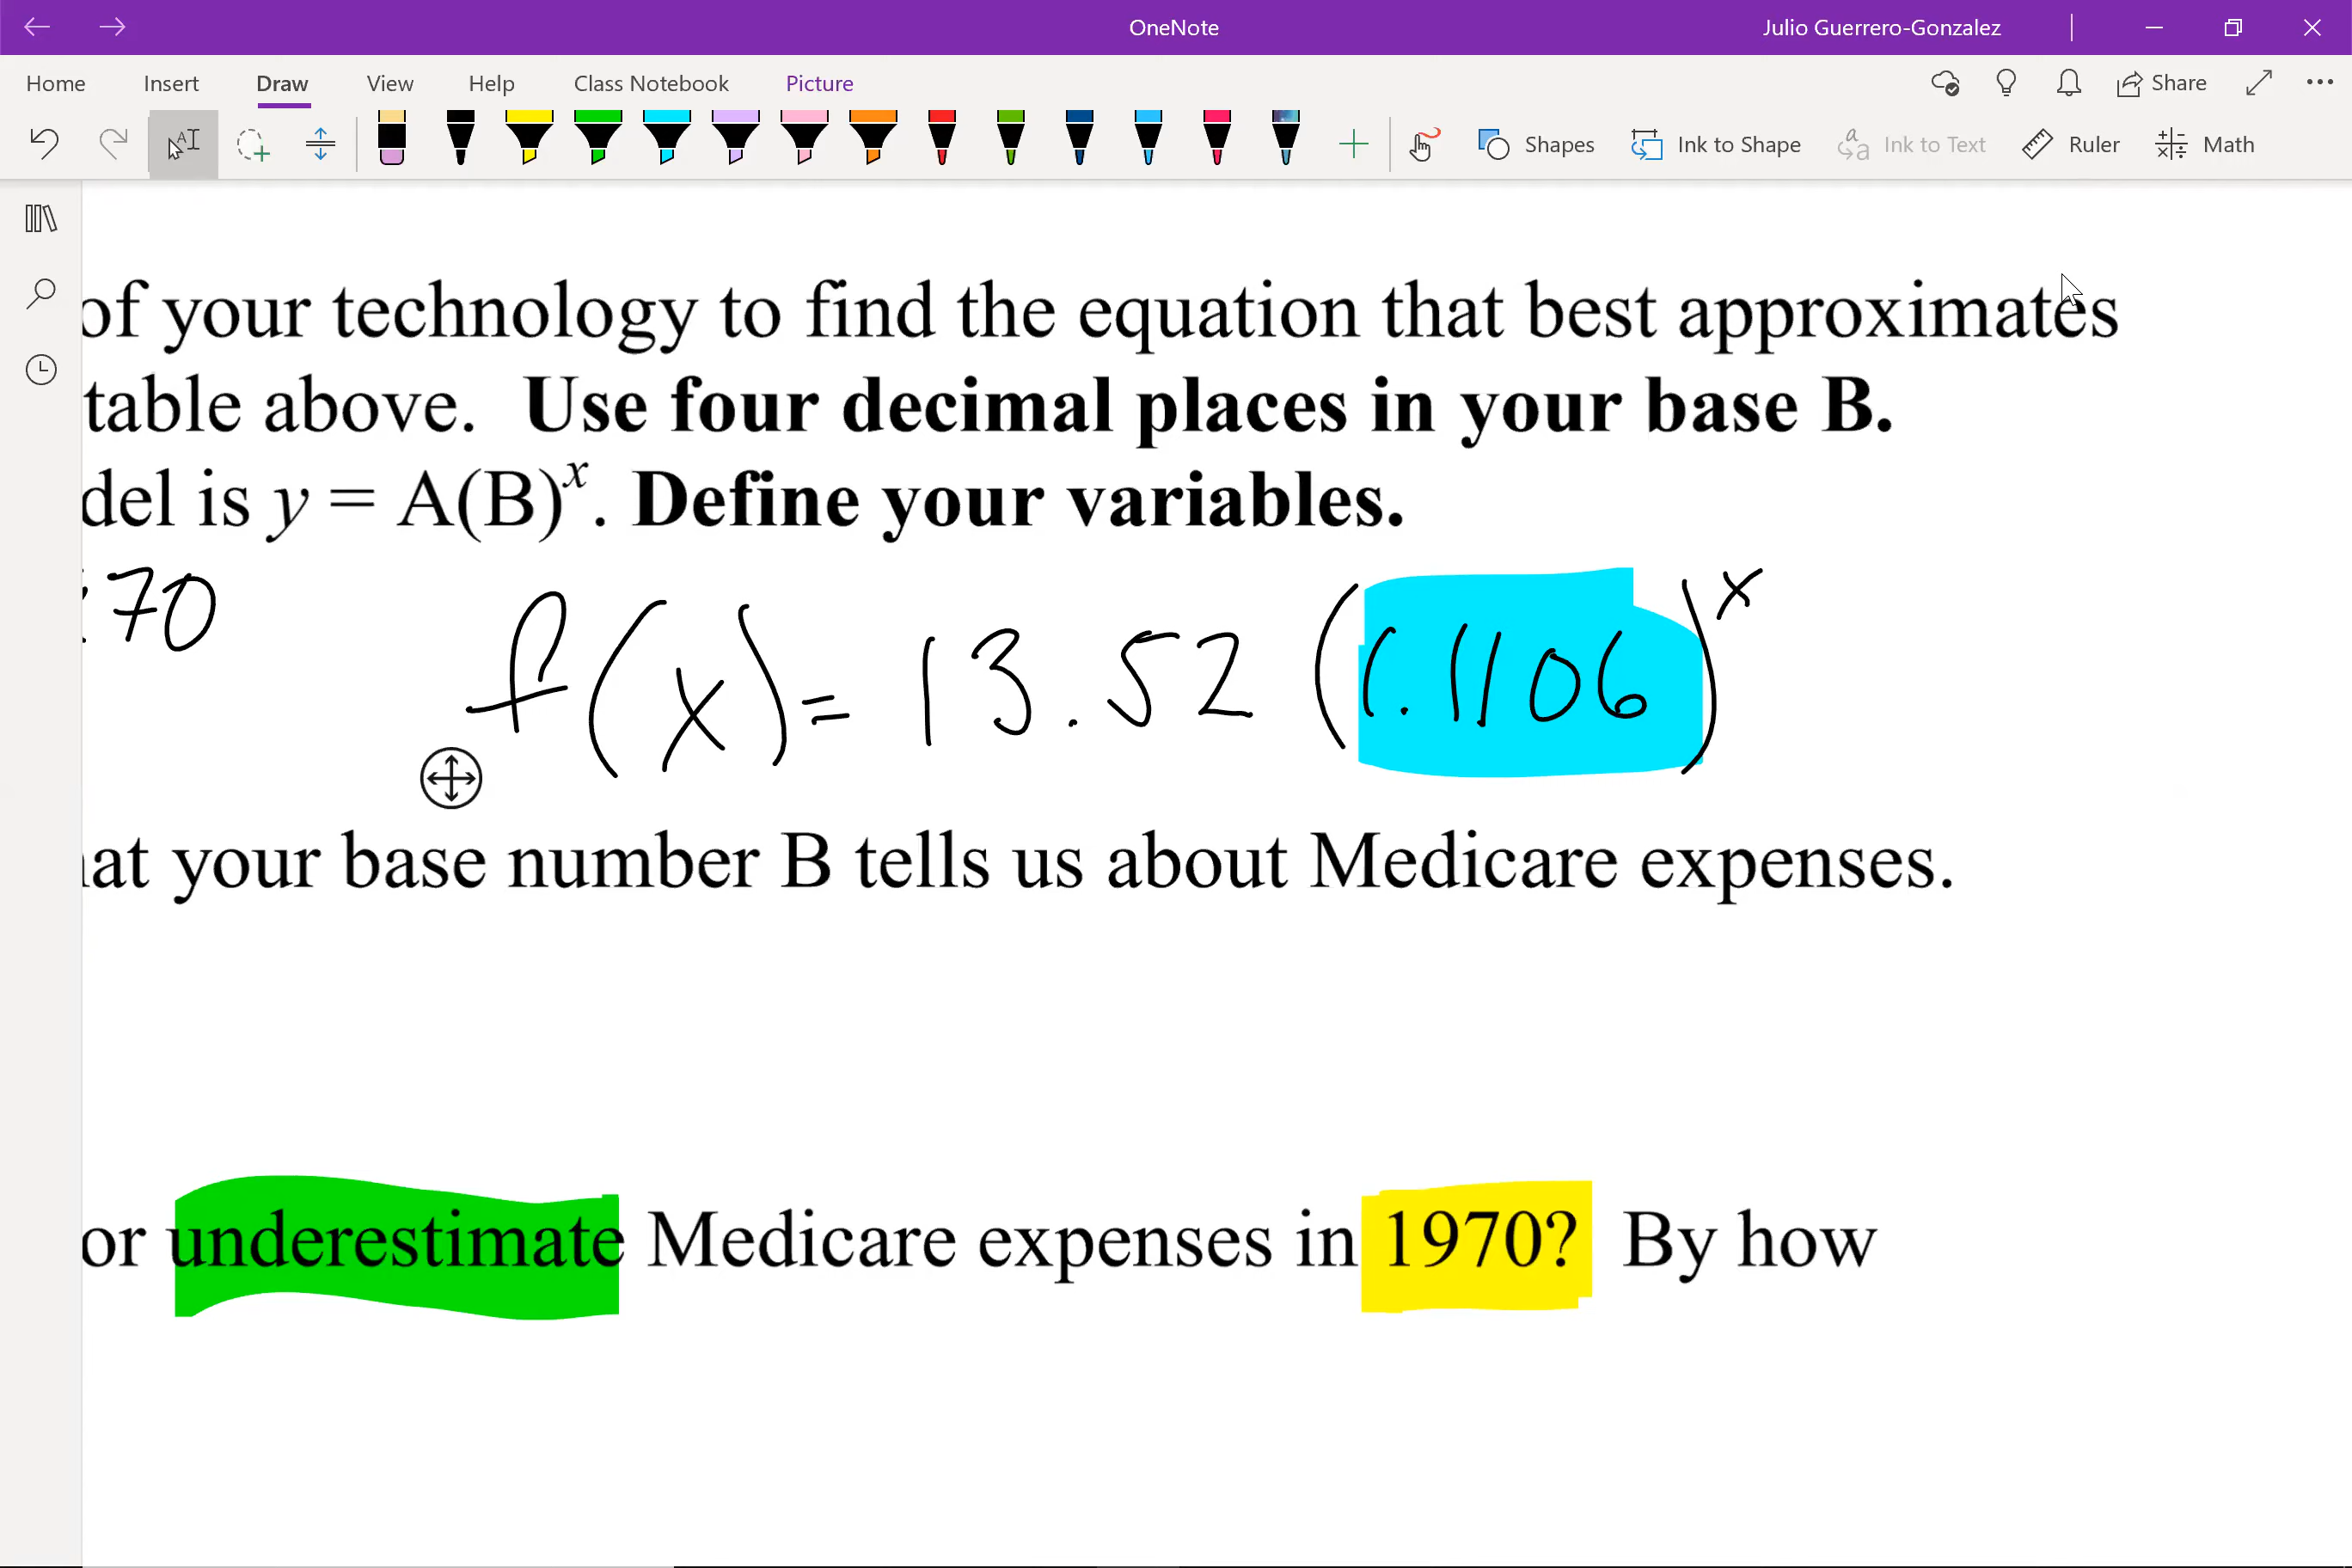 OneNote
Julio Guerrero-Gonzalez
Home Insert Draw View Help Class Notebook Picture
Share
Shapes Ink to Shape Ink to Text Ruler Math
of your technology to find the equation that best approximates
table above. Use four decimal places in your base B.
del is y = A(B)^x. Define your variables.
70
f(x) = 13.52 (1.1106)^x
at your base number B tells us about Medicare expenses.
or underestimate Medicare expenses in 1970? By how